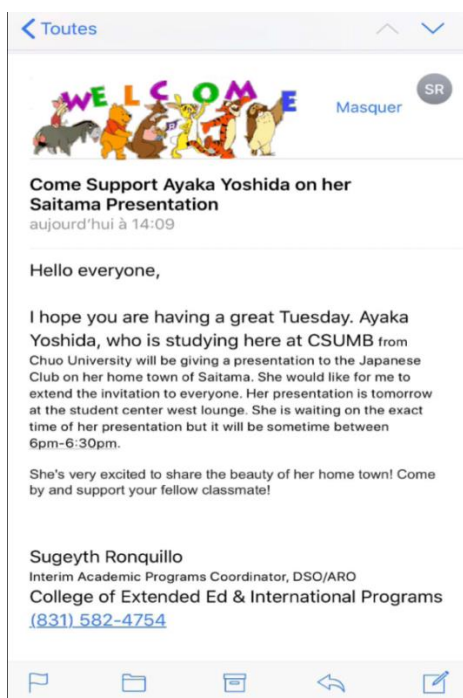 Toutes
WELCOME
SR
Masquer
Come Support Ayaka Yoshida on her
Saitama Presentation
aujourd'hui à 14:09
Hello everyone,
I hope you are having a great Tuesday. Ayaka
Yoshida, who is studying here at CSUMB from
Chuo University will be giving a presentation to the Japanese
Club on her home town of Saitama. She would like for me to
extend the invitation to everyone. Her presentation is tomorrow
at the student center west lounge. She is waiting on the exact
time of her presentation but it will be sometime between
6pm-6:30pm.
She's very excited to share the beauty of her home town! Come
by and support your fellow classmate!
Sugeyth Ronquillo
Interim Academic Programs Coordinator, DSO/ARO
College of Extended Ed & International Programs
(831) 582-4754